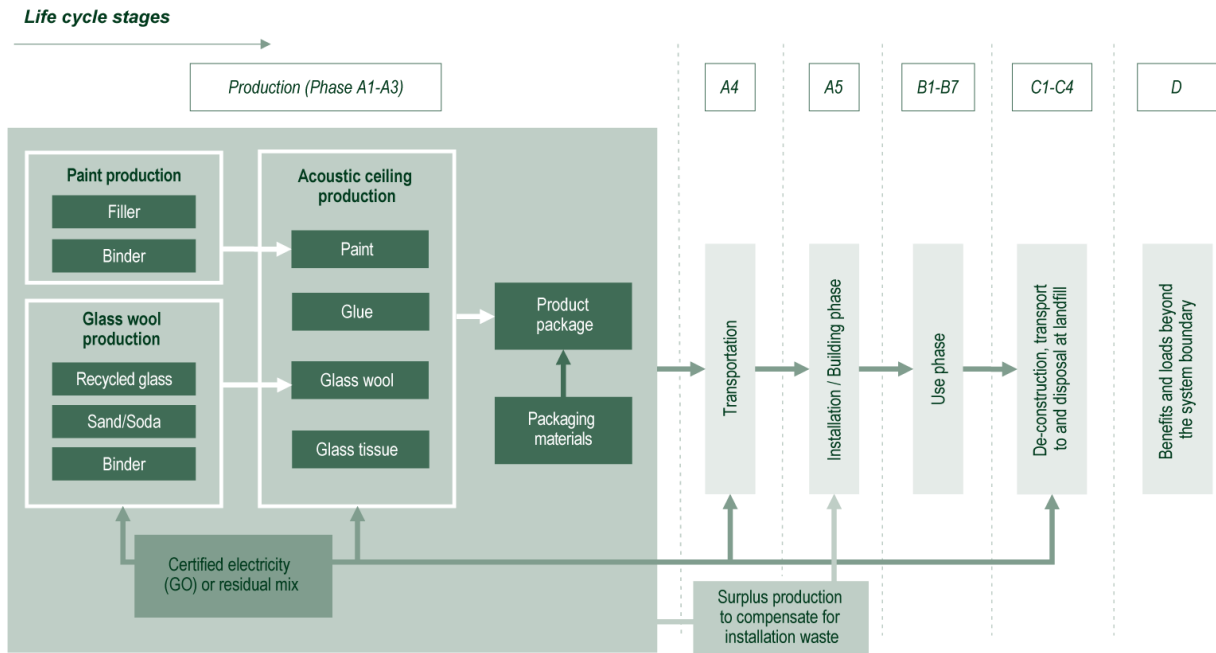 Life cycle stages
Production (Phase A1-A3)
A4
A5
B1-B7
C1-C4
D
Paint production
Filler
Binder
Glass wool
production
Recycled glass
Sand/Soda
Binder
Acoustic ceiling
production
Paint
Glue
Glass wool
Glass tissue
Product
package
Packaging
materials
Transportation
Installation / Building phase
Use phase
De-construction, transport
to and disposal at landfill
Benefits and loads beyond
the system boundary
Certified electricity
(GO) or residual mix
Surplus production
to compensate for
installation waste